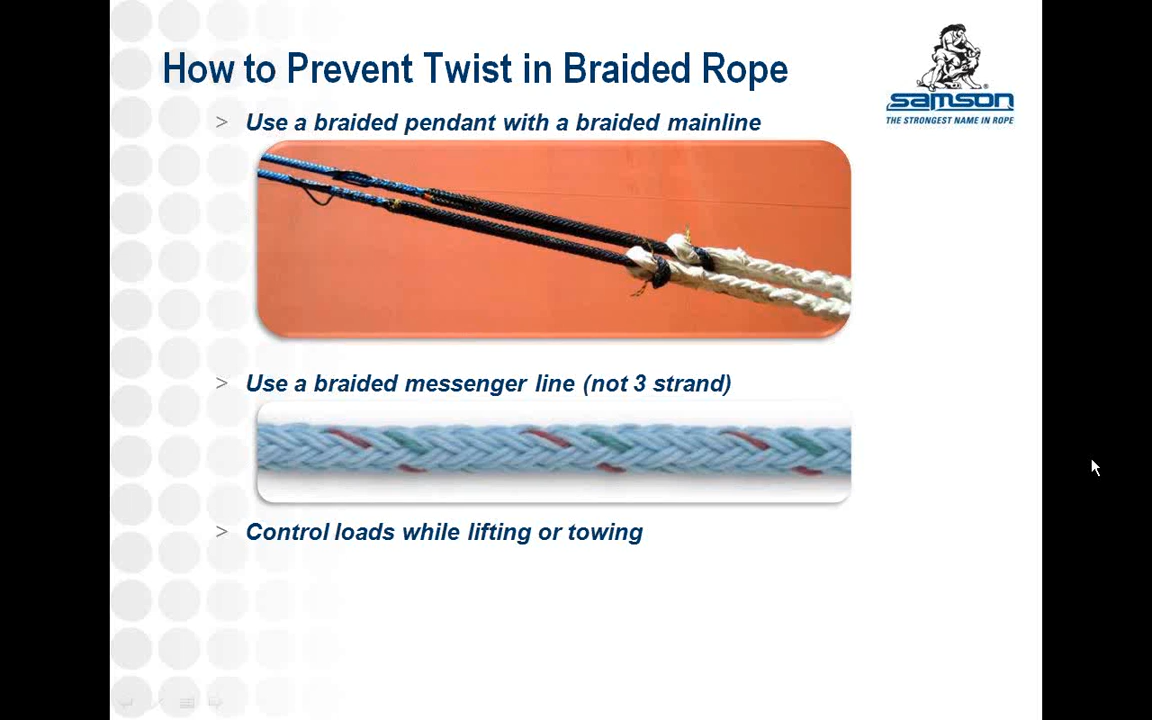 How to Prevent Twist in Braided Rope
> Use a braided pendant with a braided mainline
> Use a braided messenger line (not 3 strand)
> Control loads while lifting or towing
®
samson
THE STRONGEST NAME IN ROPE